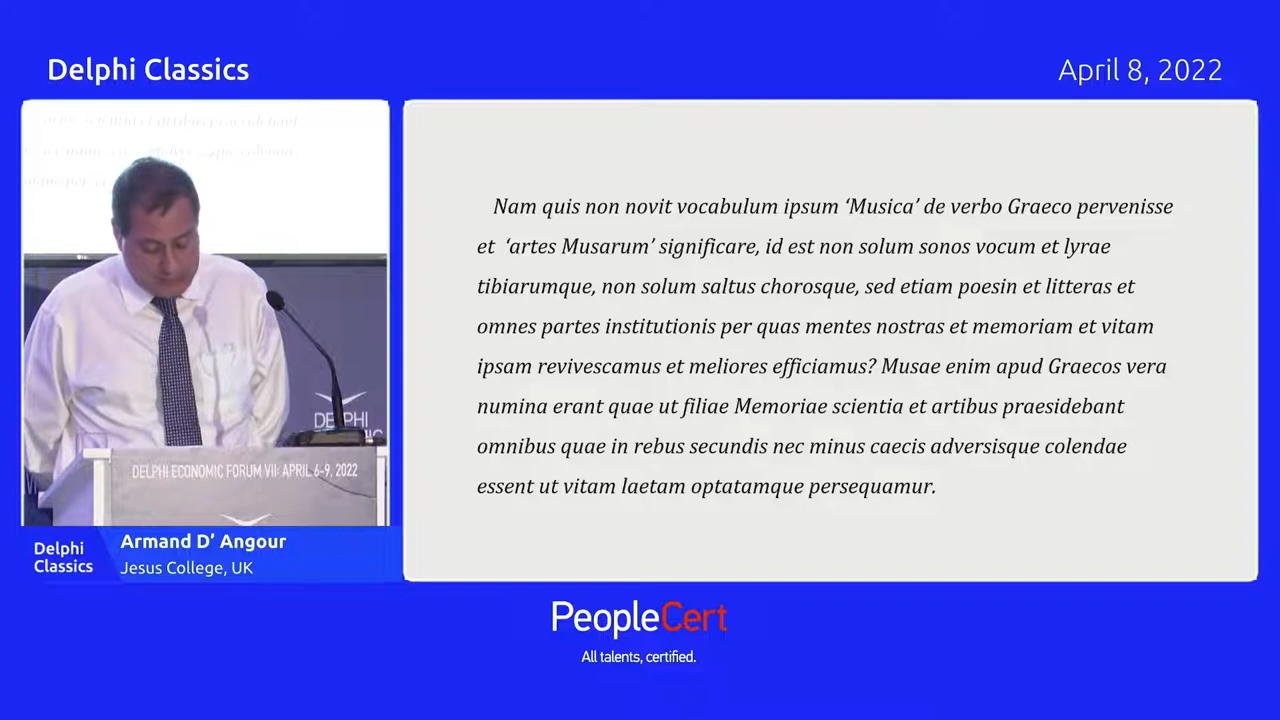 Delphi Classics
April 8, 2022
Nam quis non novit vocabulum ipsum ‘Musica’ de verbo Graeco pervenisse
et ‘artes Musarum’ significare, id est non solum sonos vocum et lyrae
tibiarumque, non solum saltus chorosque, sed etiam poesin et litteras et
omnes partes institutionis per quas mentes nostras et memoriam et vitam
ipsam revivescamus et meliores efficiamus? Musae enim apud Graecos vera
numina erant quae ut filiae Memoriae scientia et artibus praesidebant
omnibus quae in rebus secundis nec minus caecis adversisque colendae
essent ut vitam laetam optatamque persequamur.
DELPHI
DELPHI ECONOMIC FORUM VII: APRIL 6-9, 2022
Delphi
Classics
Armand D’ Angour
Jesus College, UK
PeopleCert
All talents, certified.